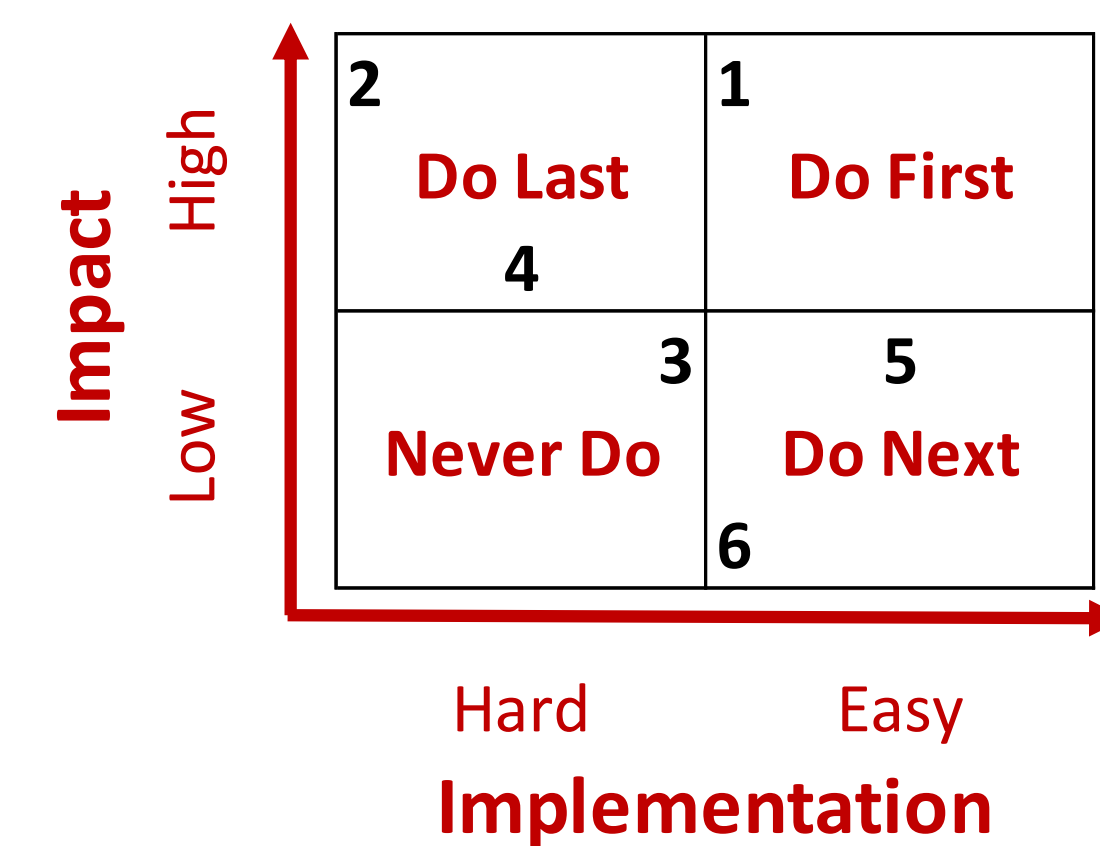 Impact
High
Low
2
Do Last
4
1
Do First
3
Never Do
5
Do Next
6
Hard
Easy
Implementation